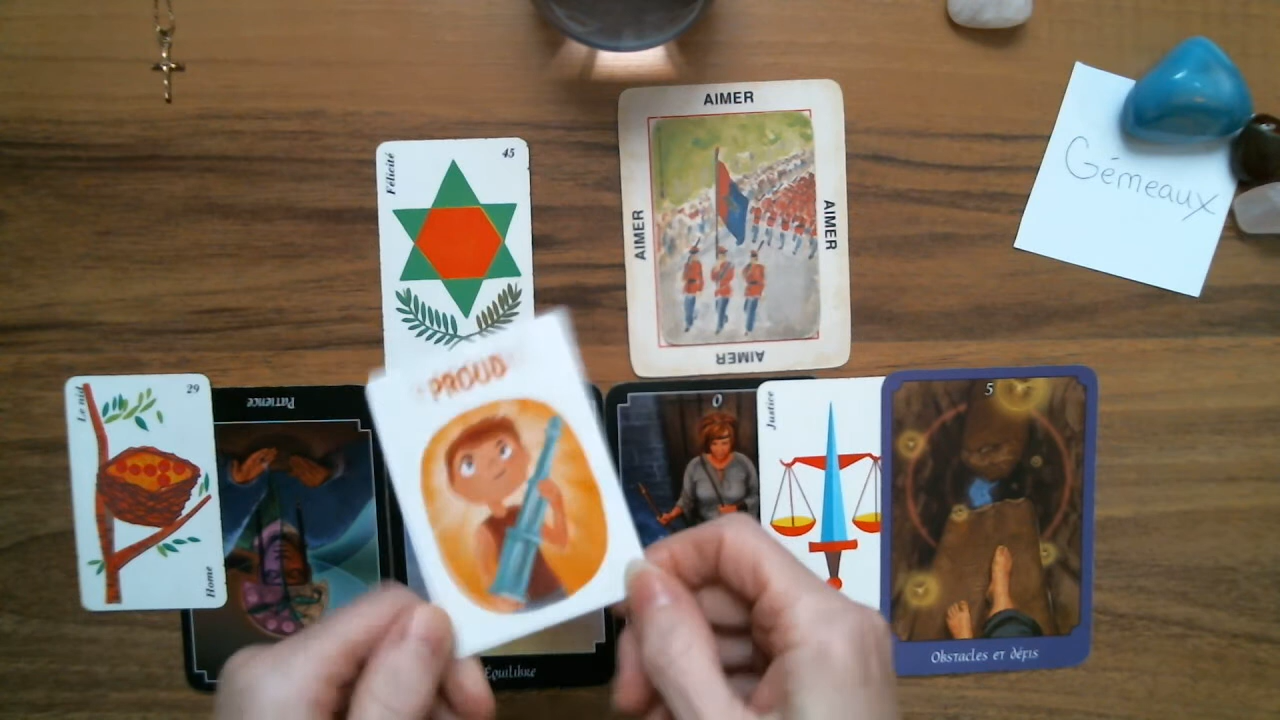 AIMER
AIMER
AIMER
AIMER
Gémeaux
Félicité
45
PROUD
Le nid
29
Home
Patience
0
Justice
5
Équilibre
Obstacles et défis